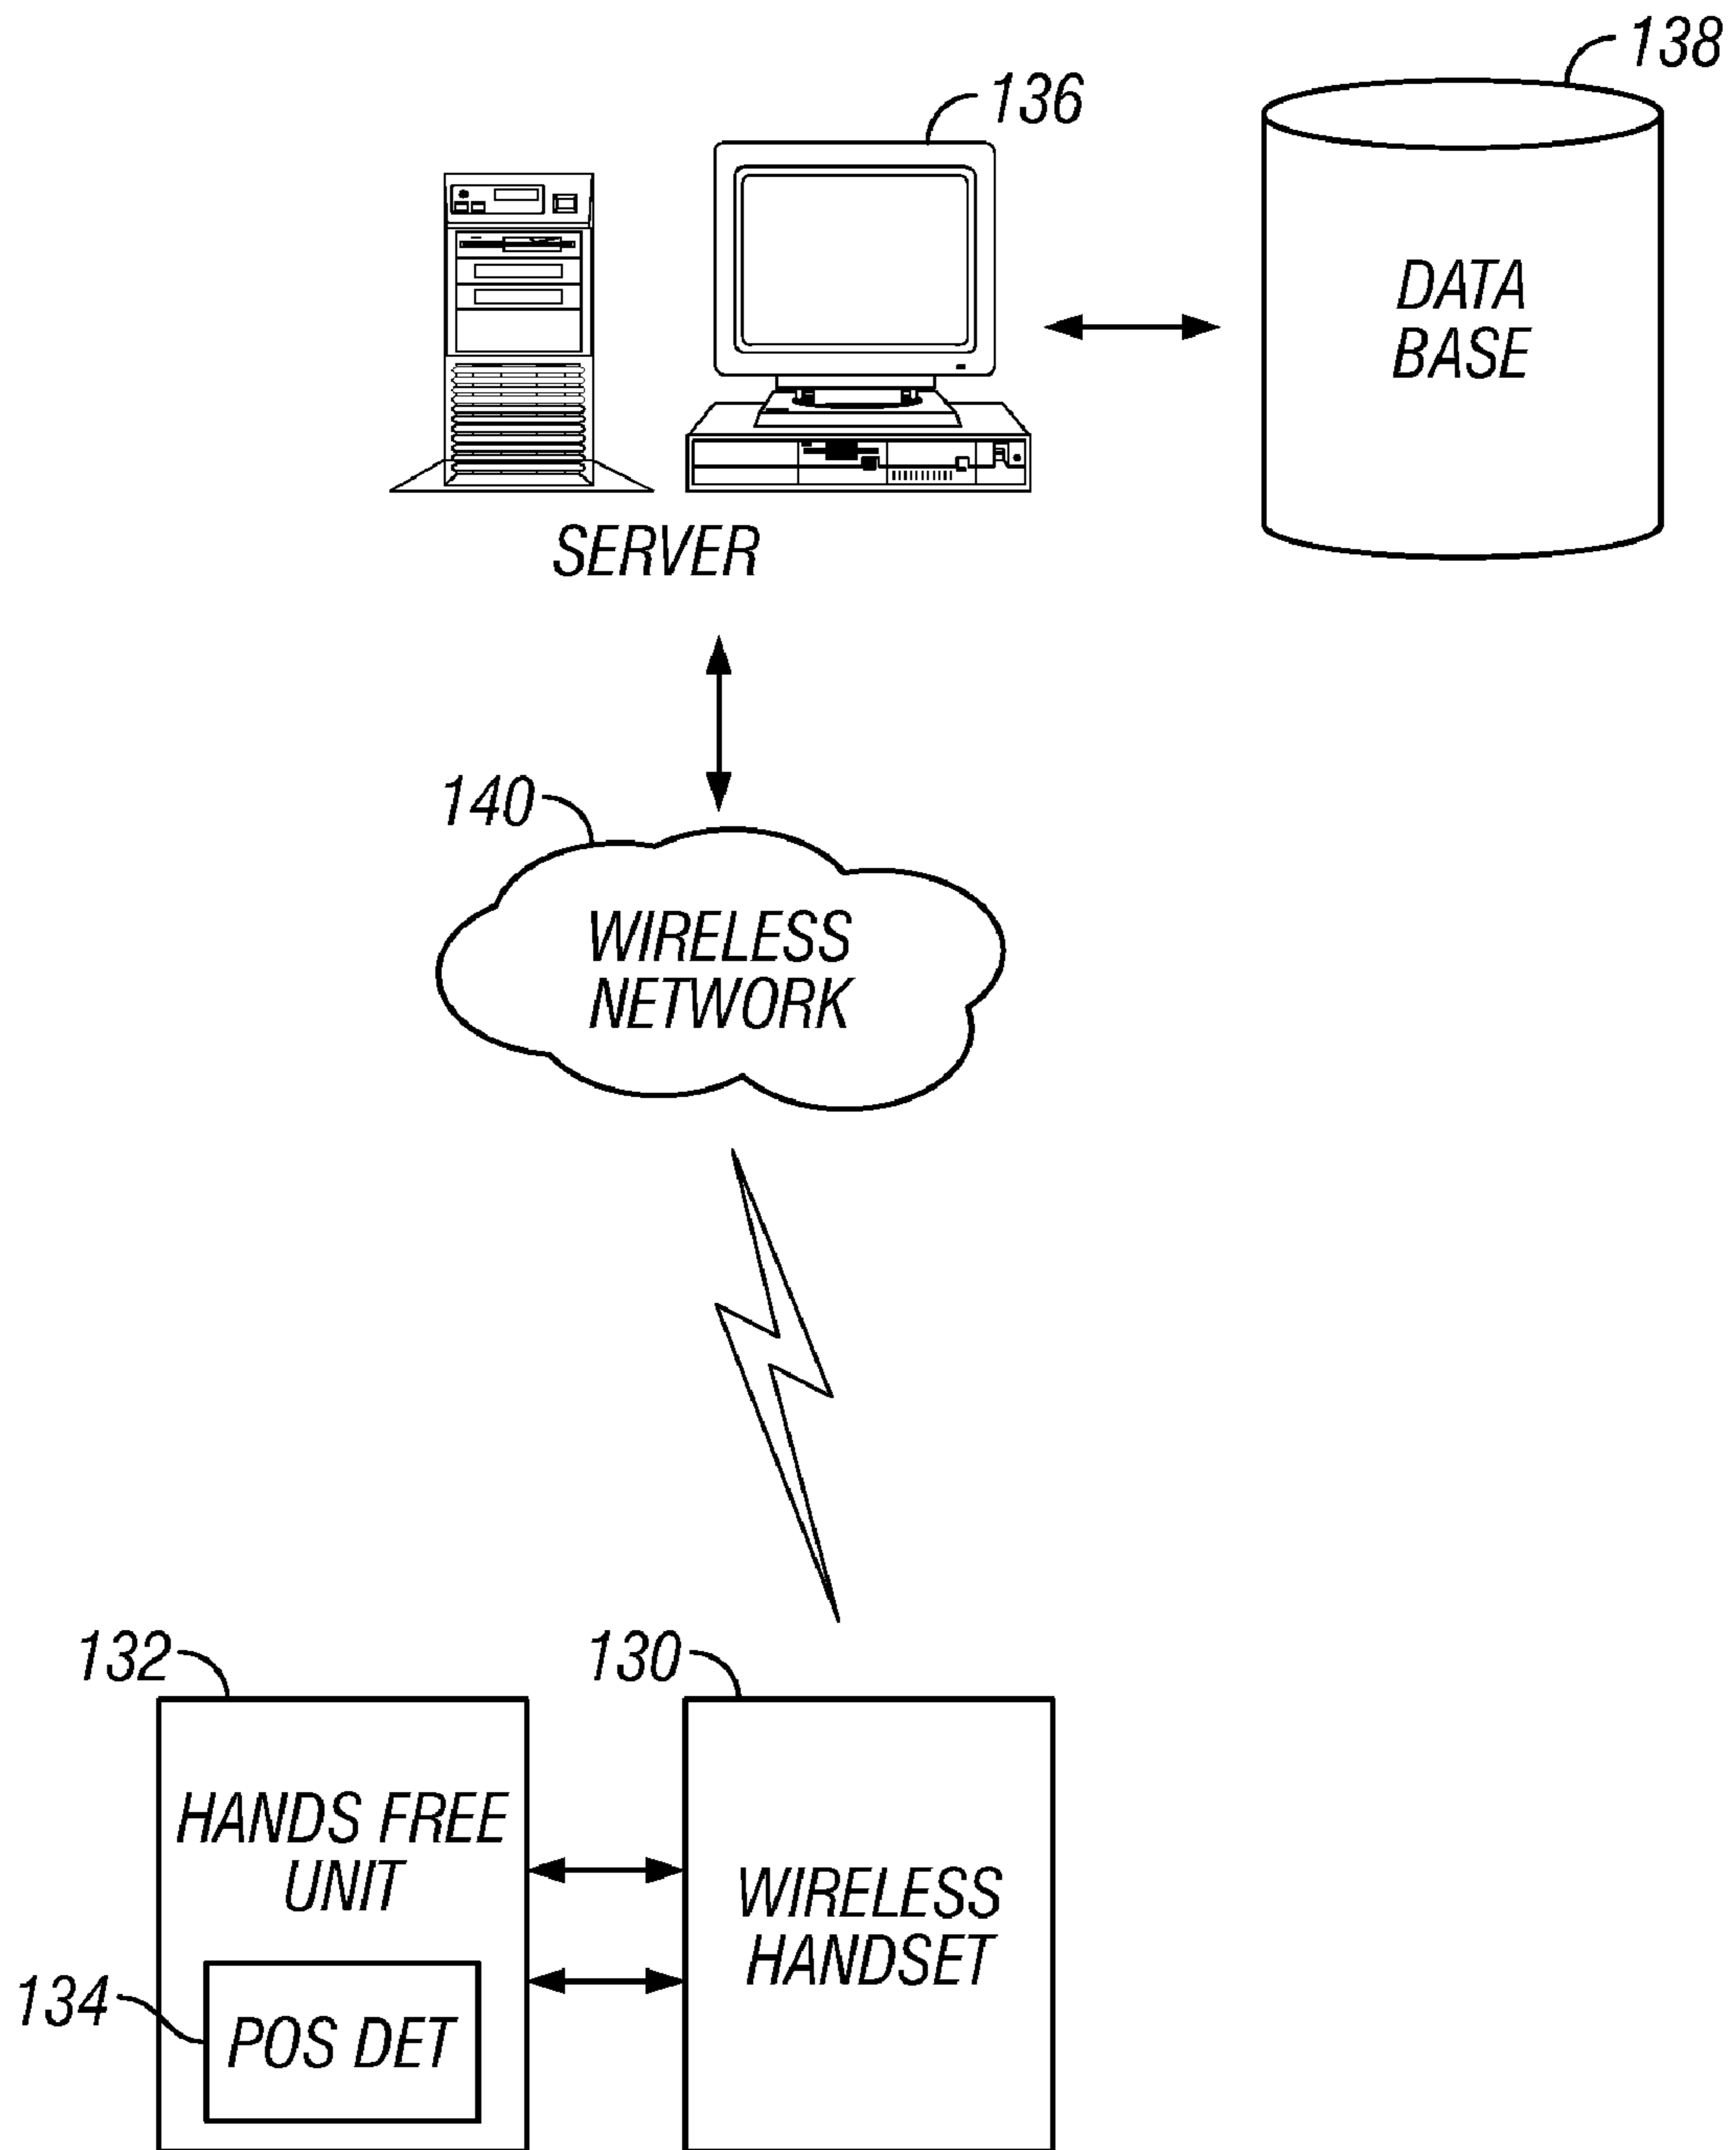 138
136
DATA
BASE
SERVER
140
WIRELESS
NETWORK
132
130
HANDS FREE
UNIT
WIRELESS
HANDSET
134
POS DET